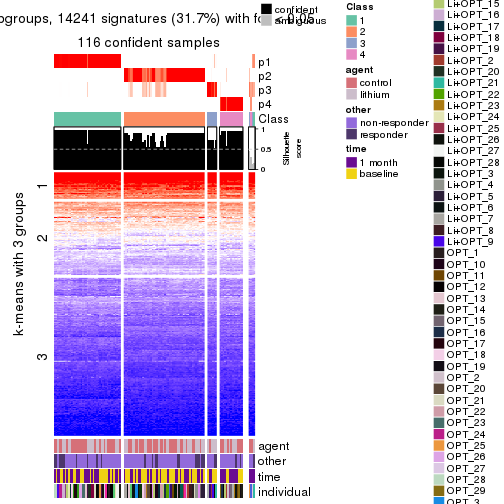 ogroups, 14241 signatures (31.7%) with fdr < 0.05
116 confident samples
confident
ambiguous
p1
p2
p3
p4
Class
1
0.5
0
Silhouette
score
k-means with 3 groups
1
2
3
agent
other
time
individual
Class
1
2
3
4
agent
control
lithium
other
non-responder
responder
time
1 month
baseline
Li+OPT_15
Li+OPT_16
Li+OPT_17
Li+OPT_18
Li+OPT_19
Li+OPT_2
Li+OPT_20
Li+OPT_21
Li+OPT_22
Li+OPT_23
Li+OPT_24
Li+OPT_25
Li+OPT_26
Li+OPT_27
Li+OPT_28
Li+OPT_3
Li+OPT_4
Li+OPT_5
Li+OPT_6
Li+OPT_7
Li+OPT_8
Li+OPT_9
OPT_1
OPT_10
OPT_11
OPT_12
OPT_13
OPT_14
OPT_15
OPT_16
OPT_17
OPT_18
OPT_19
OPT_2
OPT_20
OPT_21
OPT_22
OPT_23
OPT_24
OPT_25
OPT_26
OPT_27
OPT_28
OPT_29